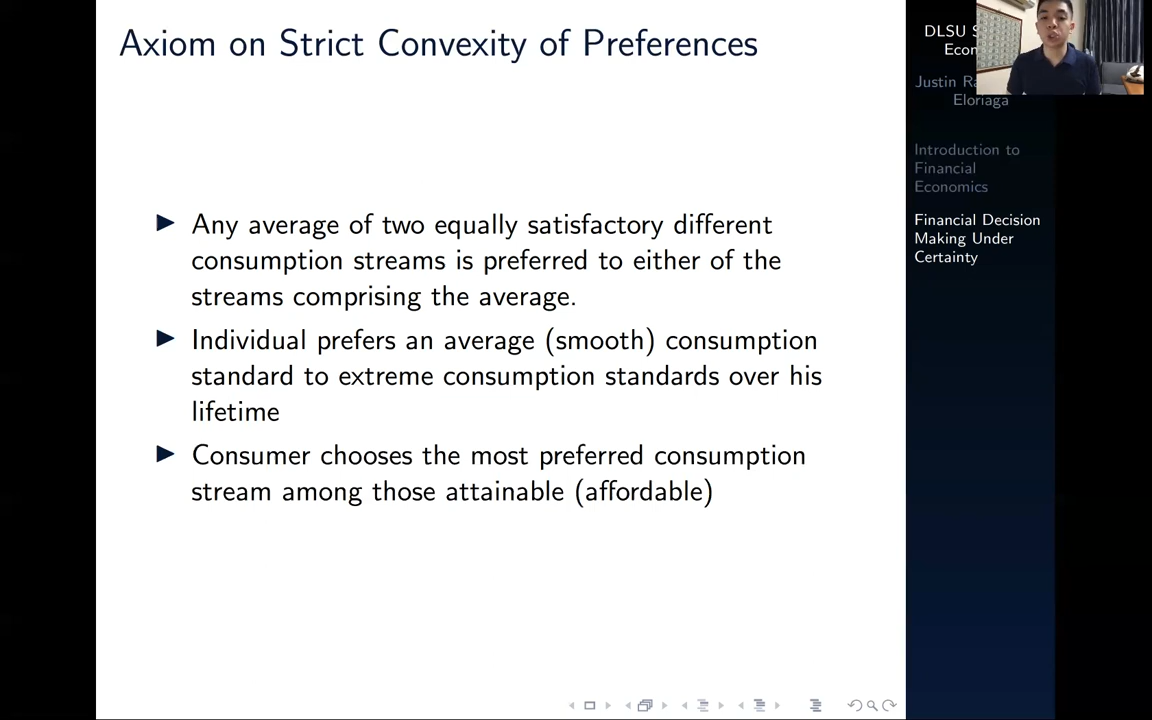 Axiom on Strict Convexity of Preferences
Any average of two equally satisfactory different
consumption streams is preferred to either of the
streams comprising the average.
Individual prefers an average (smooth) consumption
standard to extreme consumption standards over his
lifetime
Consumer chooses the most preferred consumption
stream among those attainable (affordable)
DLSU
Justin
Eloriaga
Introduction to
Financial
Economics
Financial Decision
Making Under
Certainty